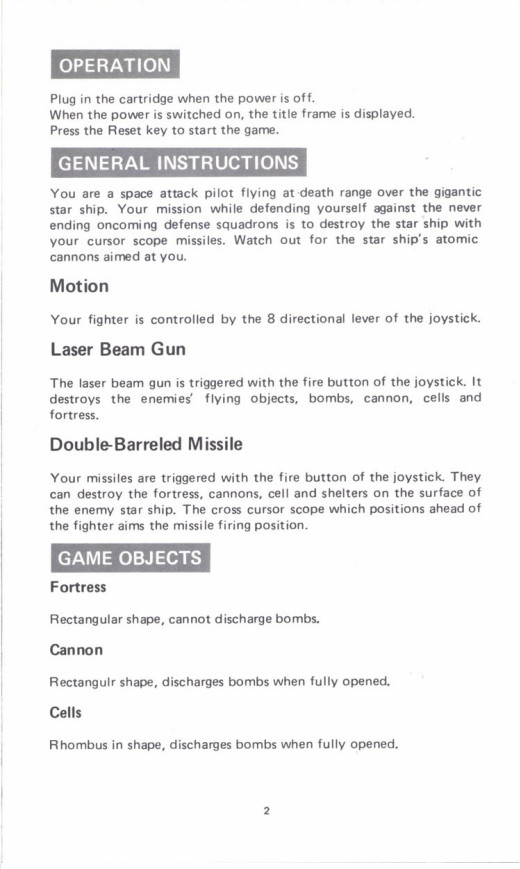 OPERATION
Plug in the cartridge when the power is off.
When the power is switched on, the title frame is displayed.
Press the Reset key to start the game.
GENERAL INSTRUCTIONS
You are a space attack pilot flying at death range over the gigantic
star ship. Your mission while defending yourself against the never
ending oncoming defense squadrons is to destroy the star ship with
your cursor scope missiles. Watch out for the star ship's atomic
cannons aimed at you.
Motion
Your fighter is controlled by the 8 directional lever of the joystick.
Laser Beam Gun
The laser beam gun is triggered with the fire button of the joystick. It
destroys the enemies' flying objects, bombs, cannon, cells and
fortress.
Double-Barreled Missile
Your missiles are triggered with the fire button of the joystick. They
can destroy the fortress, cannons, cell and shelters on the surface of
the enemy star ship. The cross cursor scope which positions ahead of
the fighter aims the missile firing position.
GAME OBJECTS
Fortress
Rectangular shape, cannot discharge bombs.
Cannon
Rectangulr shape, discharges bombs when fully opened.
Cells
Rhombus in shape, discharges bombs when fully opened.
2